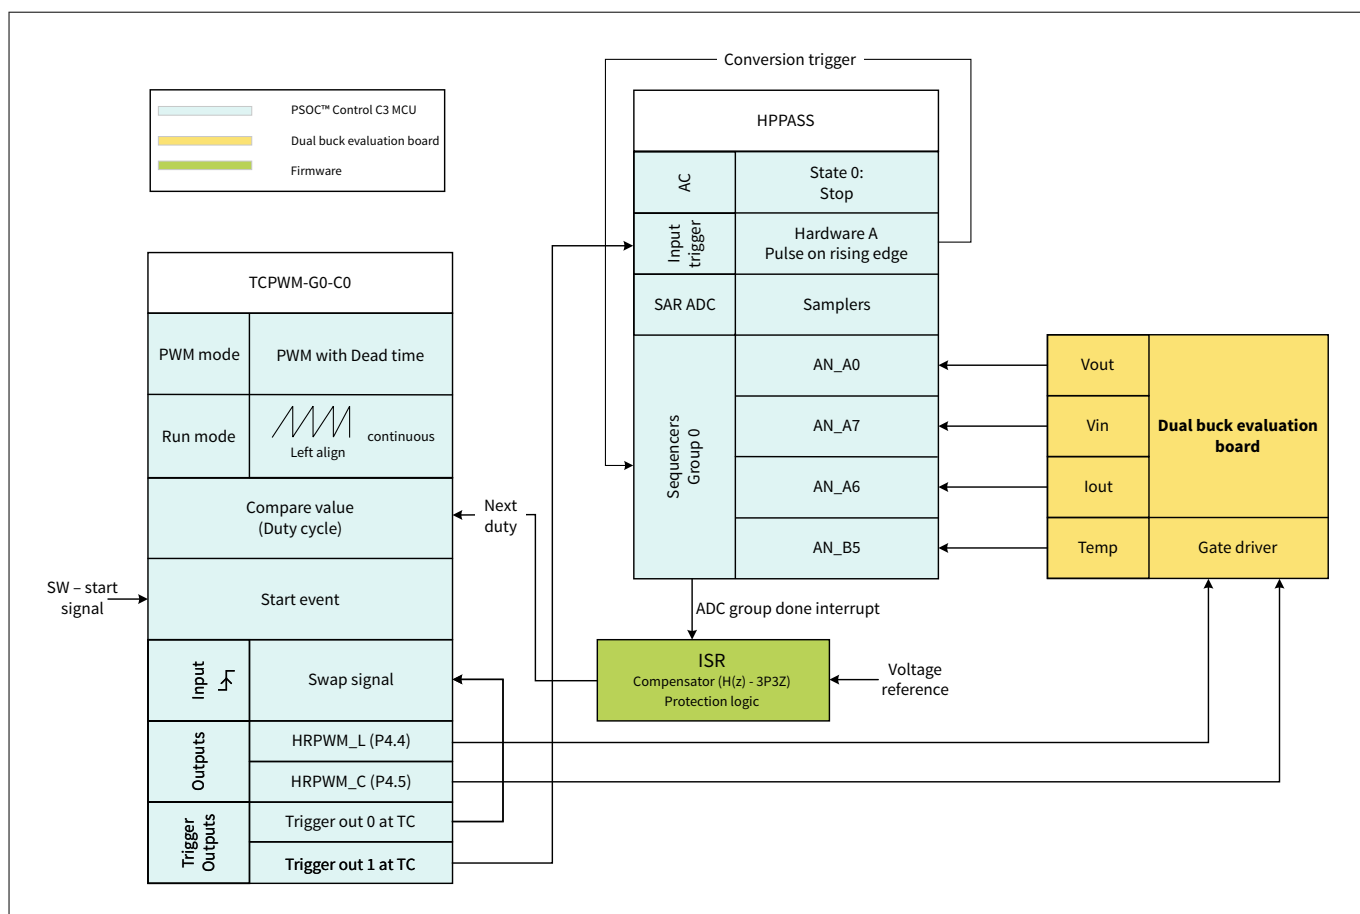 Conversion trigger
PSOC™ Control C3 MCU
Dual buck evaluation board
Firmware
HPPASS
AC
State 0:
Stop
Input
trigger
Hardware A
Pulse on rising edge
SAR ADC
Samplers
Sequencers
Group 0
AN_A0
AN_A7
AN_A6
AN_B5
Vout
Vin
Iout
Temp
Dual buck evaluation
board
Gate driver
TCPWM-G0-C0
PWM mode
PWM with Dead time
Run mode
continuous
Left align
Compare value
(Duty cycle)
Next
duty
SW – start
signal
Start event
Input
Swap signal
Outputs
HRPWM_L (P4.4)
HRPWM_C (P4.5)
Trigger
Outputs
Trigger out 0 at TC
Trigger out 1 at TC
ADC group done interrupt
ISR
Compensator (H(z) - 3P3Z)
Protection logic
Voltage
reference